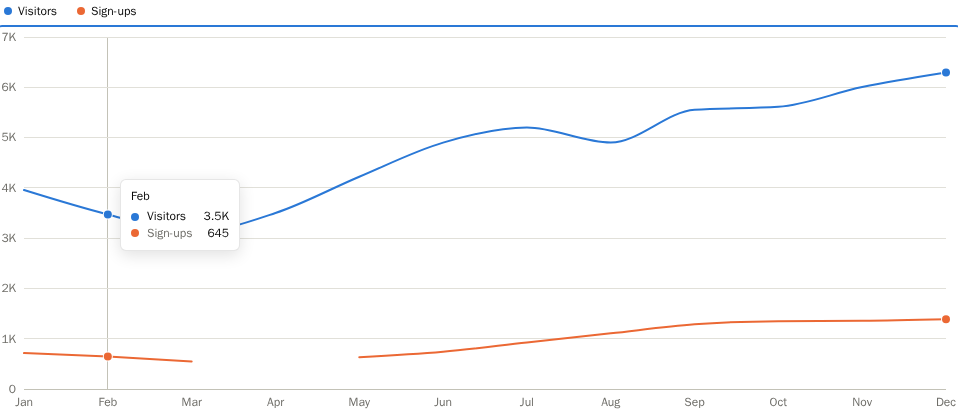 Visitors Sign-ups
7K
6K
5K
4K
3K
2K
1K
0
Feb
Visitors 3.5K
Sign-ups 645
Jan Feb Mar Apr May Jun Jul Aug Sep Oct Nov Dec